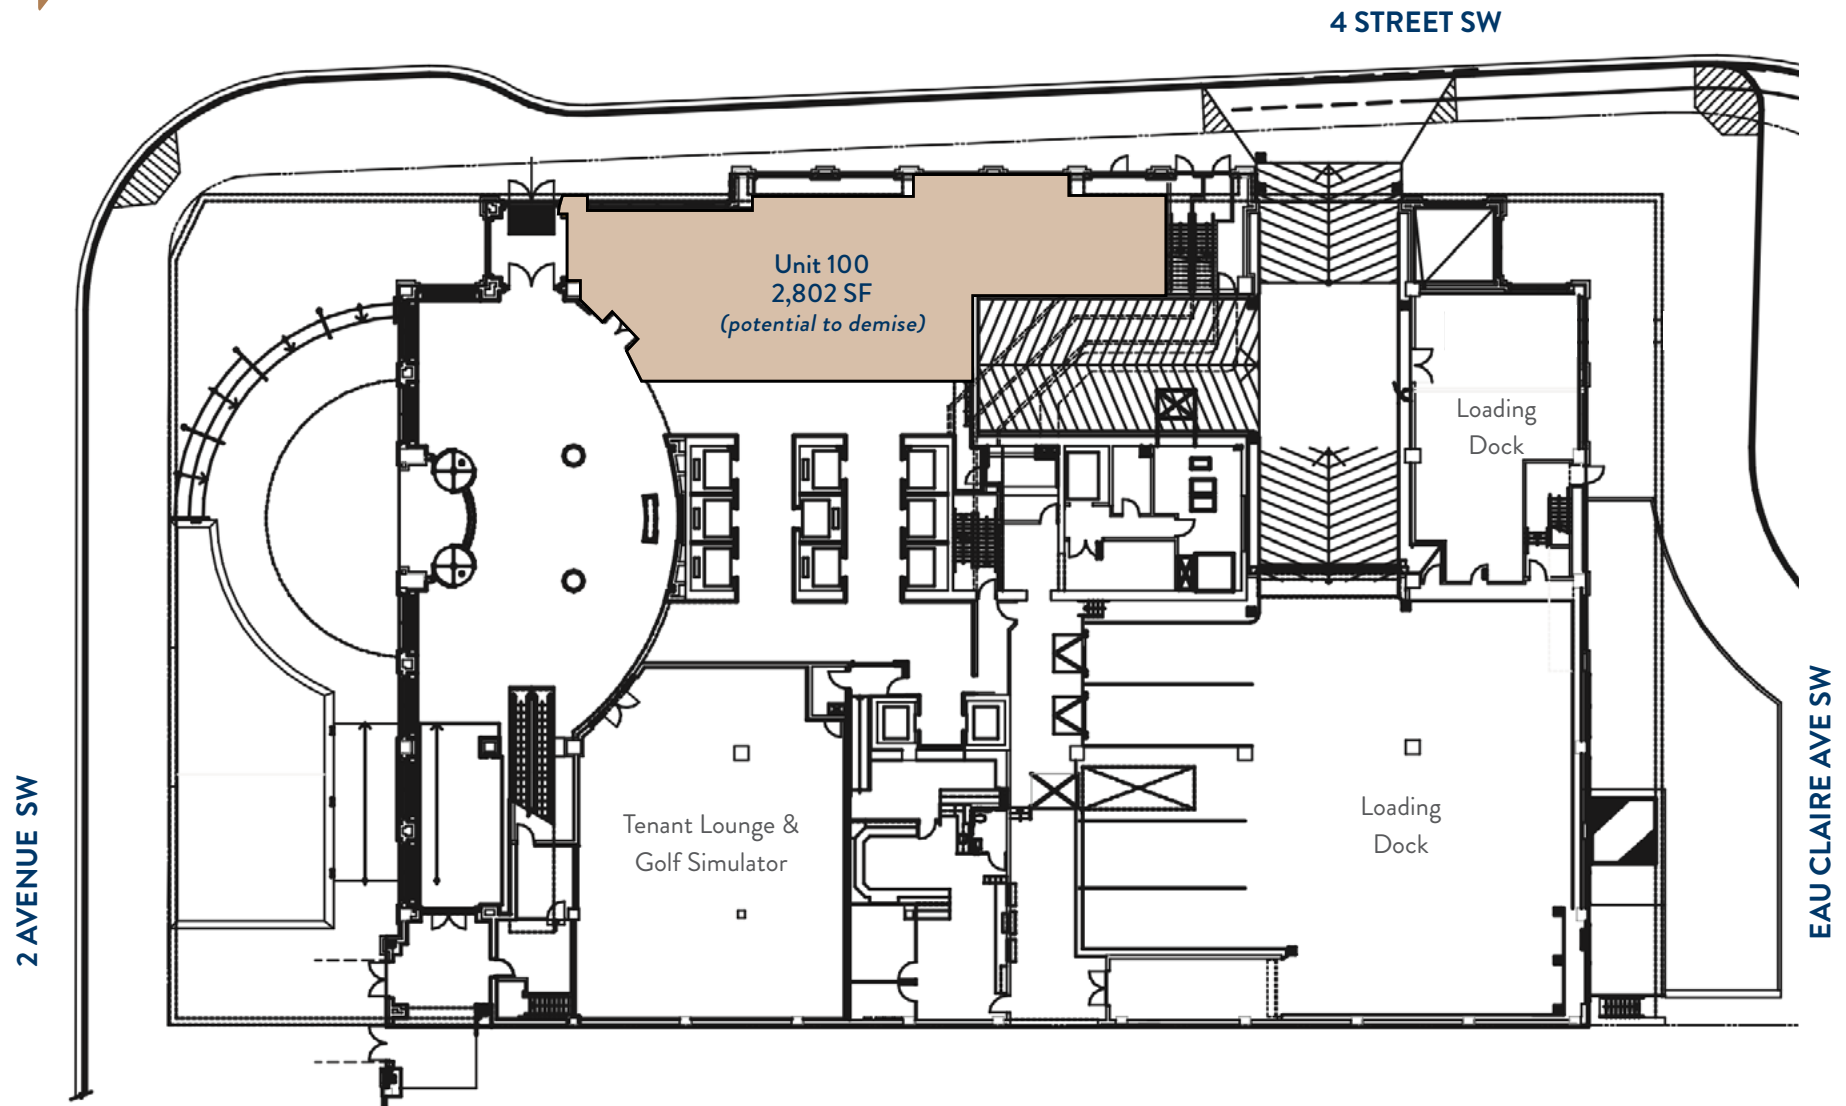 4 STREET SW
Unit 100
2,802 SF
(potential to demise)
Loading
Dock
Tenant Lounge &
Golf Simulator
Loading
Dock
2 AVENUE SW
EAU CLAIRE AVE SW